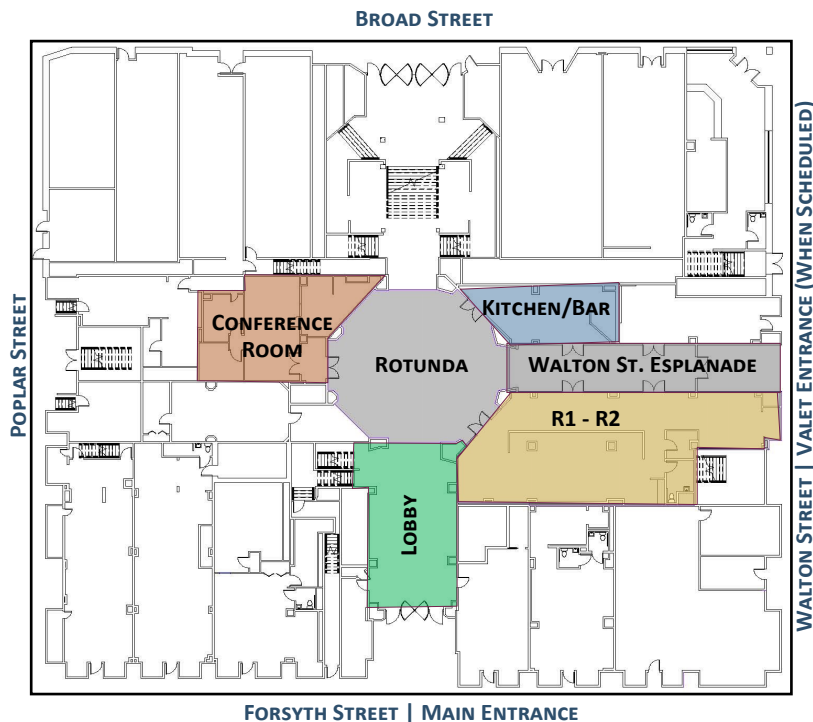 BROAD STREET
POPLAR STREET
CONFERENCE
ROOM
ROTUNDA
KITCHEN/BAR
WALTON ST. ESPLANADE
R1 - R2
LOBBY
WALTON STREET | VALET ENTRANCE (WHEN SCHEDULED)
FORSYTH STREET | MAIN ENTRANCE